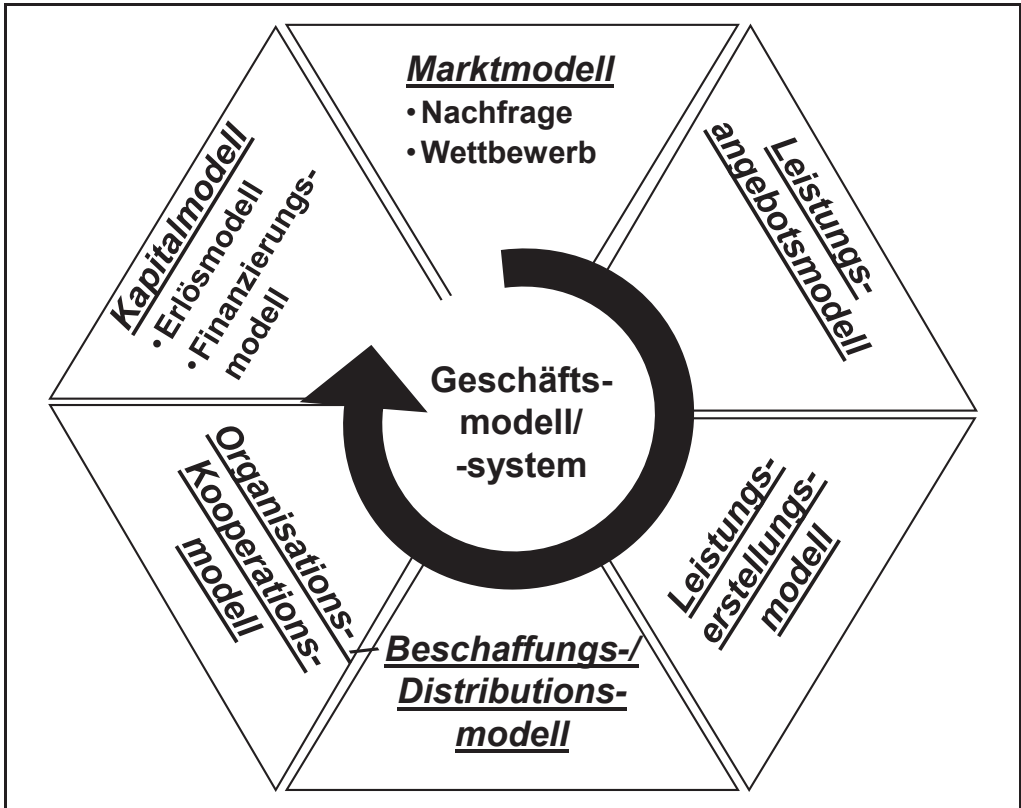 Marktmodell
• Nachfrage
• Wettbewerb
Leistungs-
angebotsmodell
Leistungs-
erstellungs-
modell
Beschaffungs-/
Distributions-
modell
Organisations-/
Kooperations-
modell
Kapitalmodell
• Erlösmodell
• Finanzierungs-
modell
Geschäfts-
modell/
-system